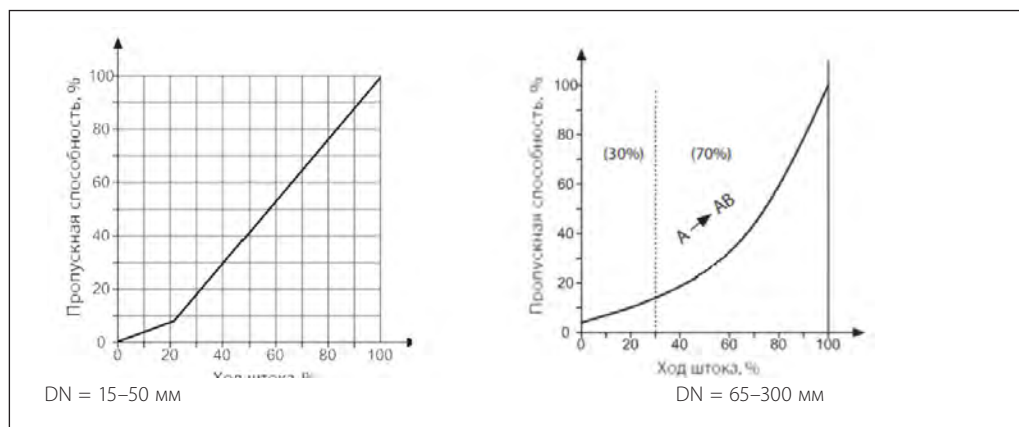 Пропускная способность, %
100
80
60
40
20
0
0 20 40 60 80 100
Ход штока, %
DN = 15–50 мм
Пропускная способность, %
100
80
60
40
20
0
(30%) (70%)
A → AB
0 20 40 60 80 100
Ход штока, %
DN = 65–300 мм